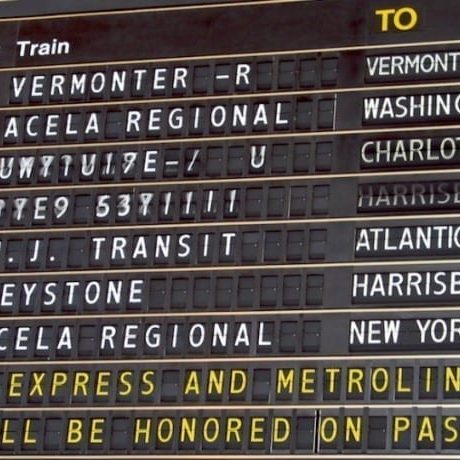 Train TO
VERMONTER -R VERMONT
ACELA REGIONAL WASHING
CHARLOT
HARRISB
.J. TRANSIT ATLANTIC
EYSTONE HARRISB
CELA REGIONAL NEW YOR
EXPRESS AND METROLIN
LL BE HONORED ON PAS